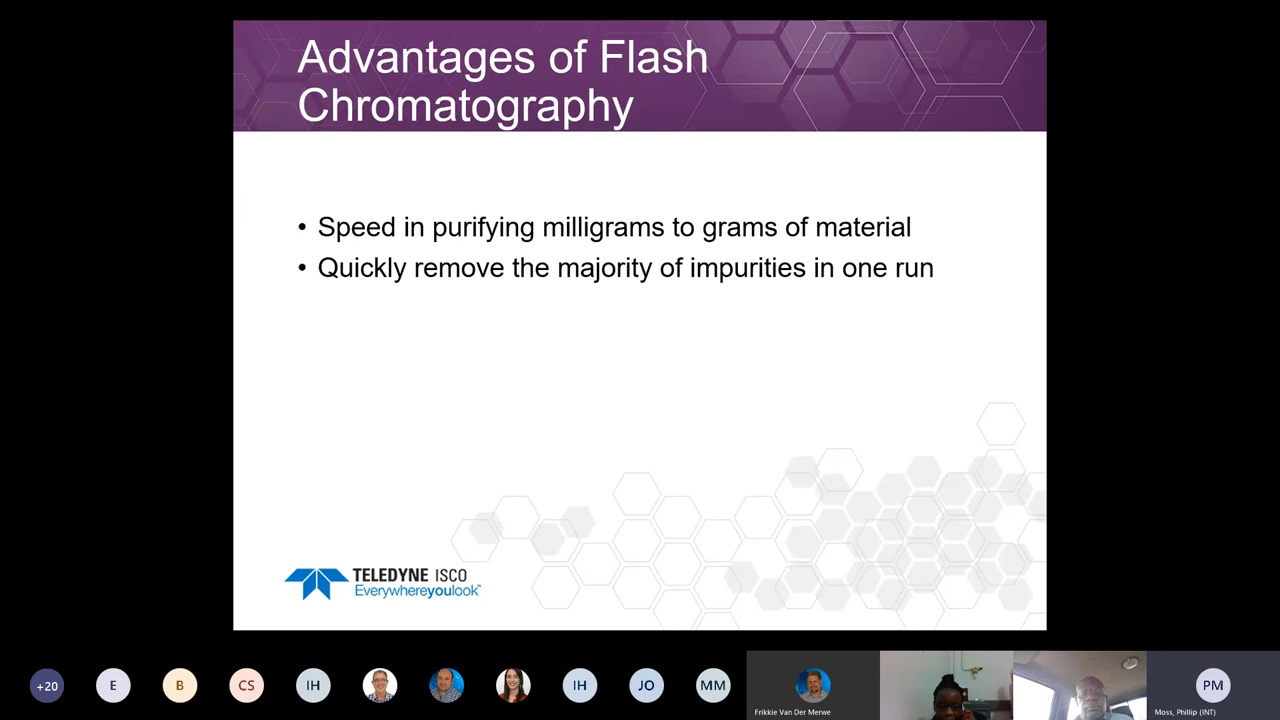 Advantages of Flash
Chromatography
• Speed in purifying milligrams to grams of material
• Quickly remove the majority of impurities in one run
TELEDYNE ISCO
Everywhereyoulook™
+20
E
B
CS
IH
IH
JO
MM
PM
Frikkie Van Der Merwe
Moss, Phillip (INT)